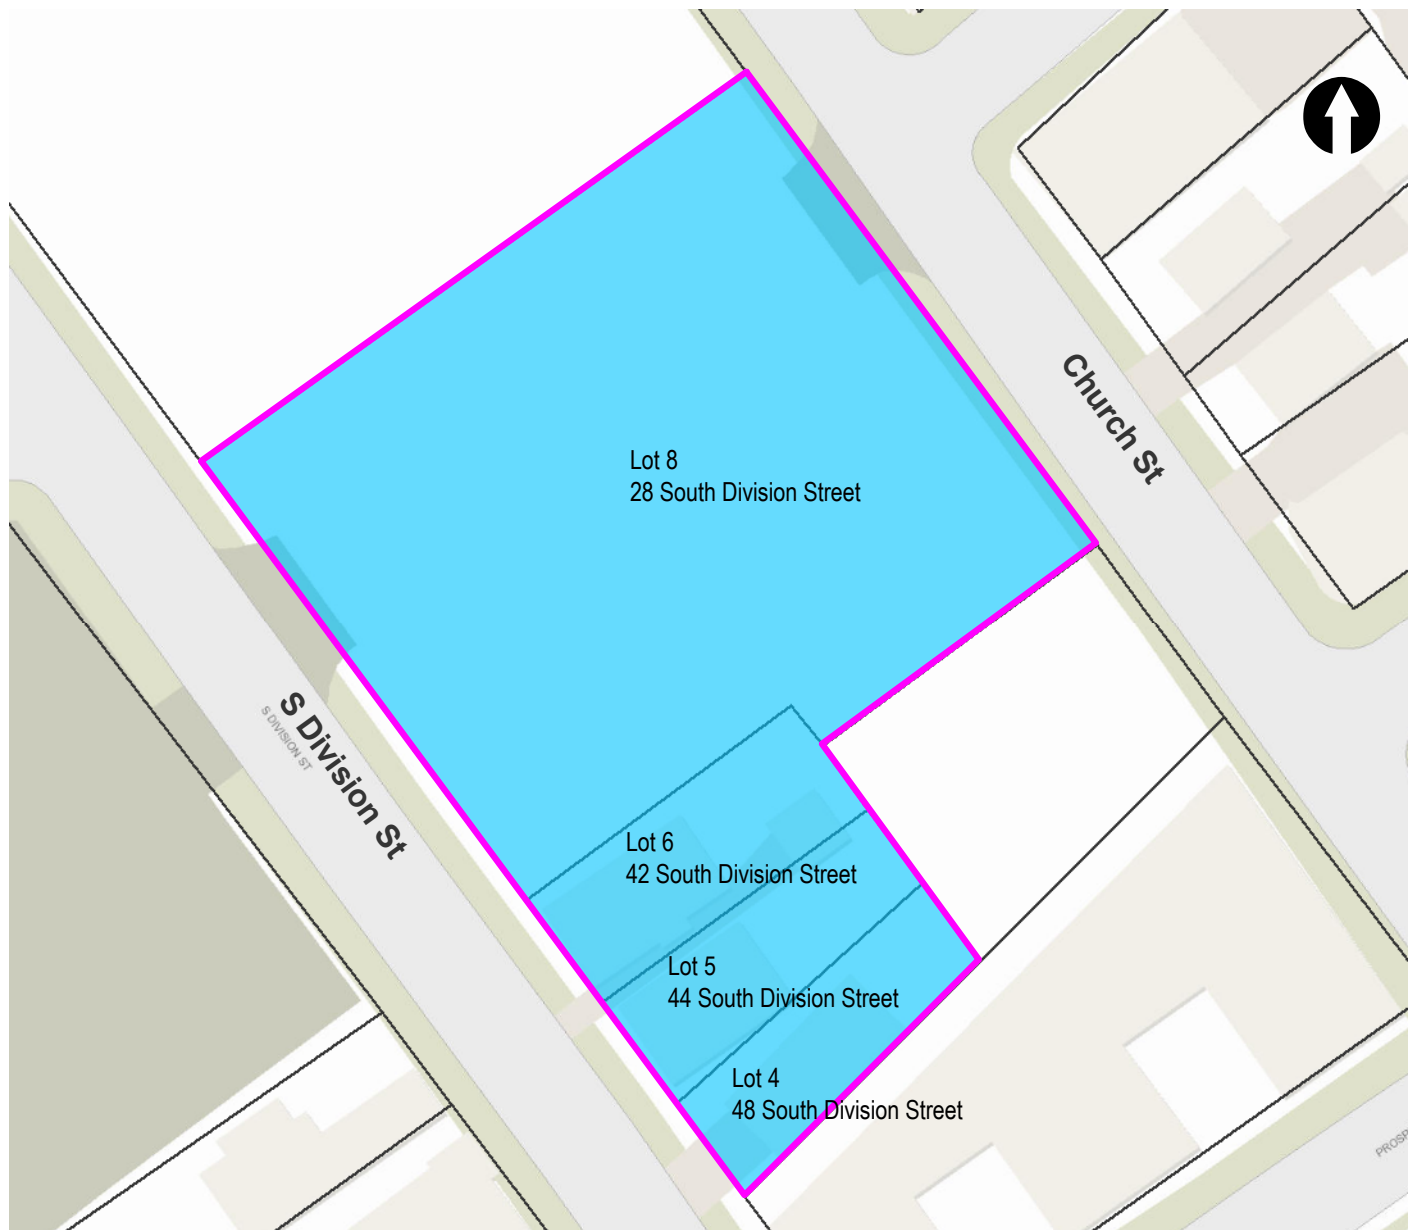 Church St
Lot 8
28 South Division Street
S Division St
S DIVISION ST
Lot 6
42 South Division Street
Lot 5
44 South Division Street
Lot 4
48 South Division Street
PROSP